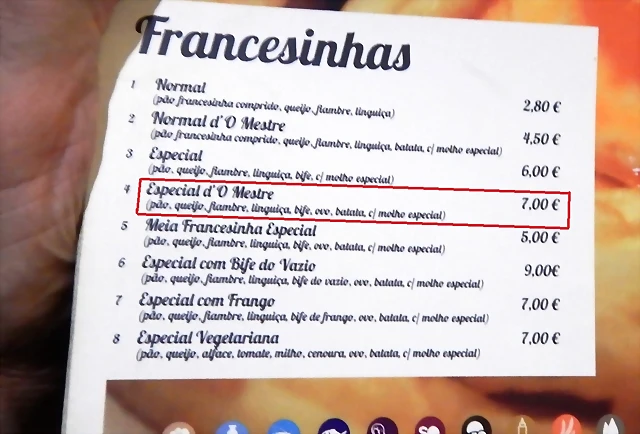 Francesinhas
1 Normal 2,80 €
(pão francesinha comprido, queijo, fiambre, linguiça)
2 Normal d'O Mestre 4,50 €
(pão francesinha comprido, queijo, fiambre, linguiça, batata, c/ molho especial)
3 Especial 6,00 €
(pão, queijo, fiambre, linguiça, bife, c/ molho especial)
4 Especial d'O Mestre 7,00 €
(pão, queijo, fiambre, linguiça, bife, ovo, batata, c/ molho especial)
5 Meia Francesinha Especial 5,00 €
(pão, queijo, fiambre, linguiça, bife, ovo, batata, c/ molho especial)
6 Especial com Bife do Vazio 9,00€
(pão, queijo, fiambre, linguiça, bife do vazio, ovo, batata, c/ molho especial)
7 Especial com Frango 7,00 €
(pão, queijo, fiambre, linguiça, bife de frango, ovo, batata, c/ molho especial)
8 Especial Vegetariana 7,00 €
(pão, queijo, alface, tomate, milho, cenoura, ovo, batata, c/ molho especial)